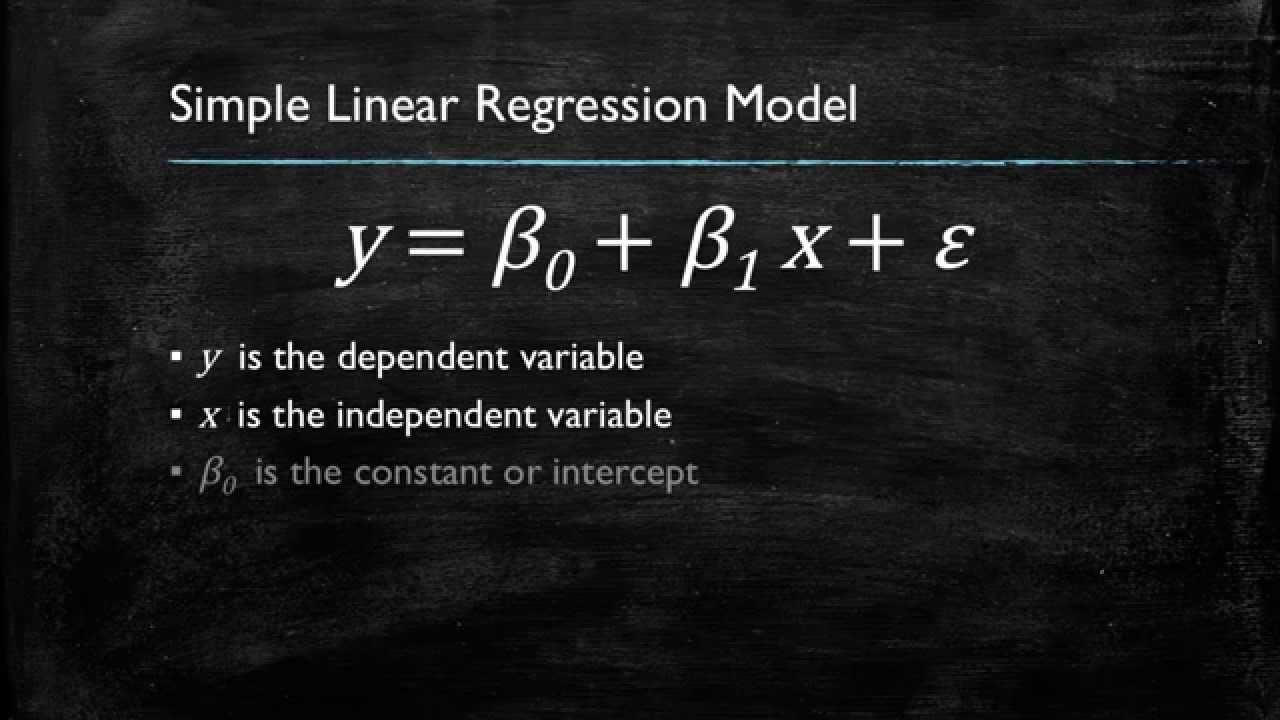 Simple Linear Regression Model
y = β₀ + β₁ x + ε
▪ y is the dependent variable
▪ x is the independent variable
▪ β₀ is the constant or intercept